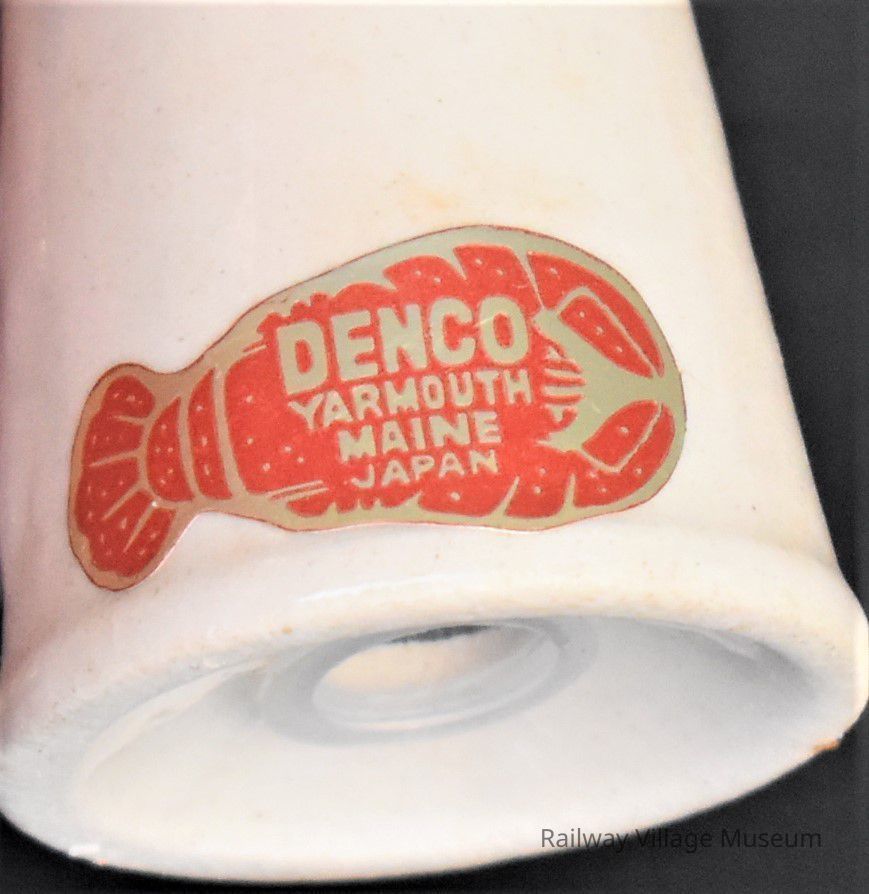 DENCO
YARMOUTH
MAINE
JAPAN
Railway Village Museum